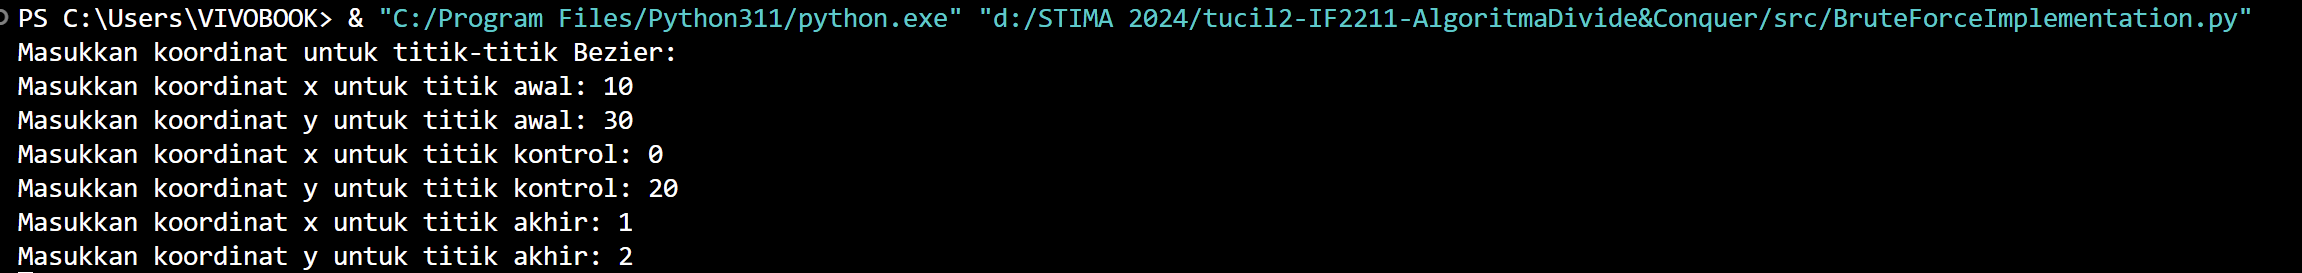 PS C:\Users\VIVOBOOK> & "C:/Program Files/Python311/python.exe" "d:/STIMA 2024/tucil2-IF2211-AlgoritmaDivide&Conquer/src/BruteForceImplementation.py"
Masukkan koordinat untuk titik-titik Bezier:
Masukkan koordinat x untuk titik awal: 10
Masukkan koordinat y untuk titik awal: 30
Masukkan koordinat x untuk titik kontrol: 0
Masukkan koordinat y untuk titik kontrol: 20
Masukkan koordinat x untuk titik akhir: 1
Masukkan koordinat y untuk titik akhir: 2